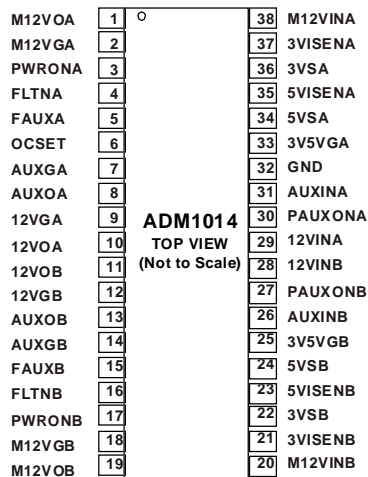 M12VOA 1 38 M12VINA
M12VGA 2 37 3VISENA
PWRONA 3 36 3VSA
FLTNA 4 35 5VISENA
FAUXA 5 34 5VSA
OCSET 6 33 3V5VGA
AUXGA 7 32 GND
AUXOA 8 31 AUXINA
12VGA 9 ADM1014 30 PAUXONA
12VOA 10 TOP VIEW 29 12VINA
12VOB 11 (Not to Scale) 28 12VINB
12VGB 12 27 PAUXONB
AUXOB 13 26 AUXINB
AUXGB 14 25 3V5VGB
FAUXB 15 24 5VSB
FLTNB 16 23 5VISENB
PWRONB 17 22 3VSB
M12VGB 18 21 3VISENB
M12VOB 19 20 M12VINB